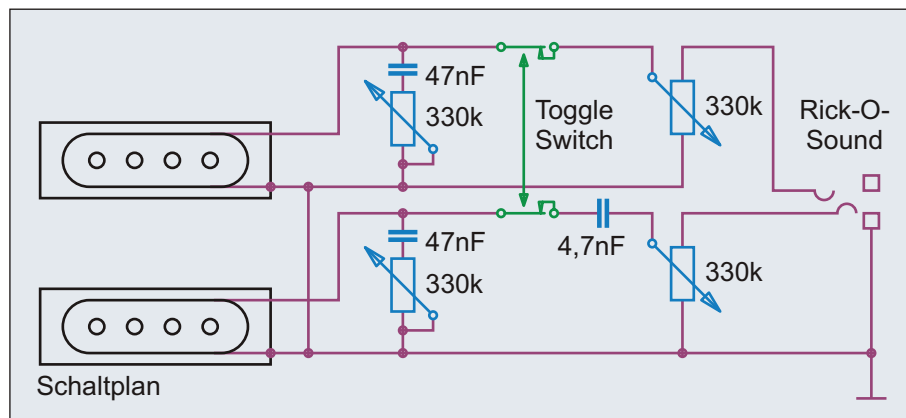 47nF
330k
Toggle
Switch
330k
Rick-O-
Sound
47nF
330k
4,7nF
330k
Schaltplan